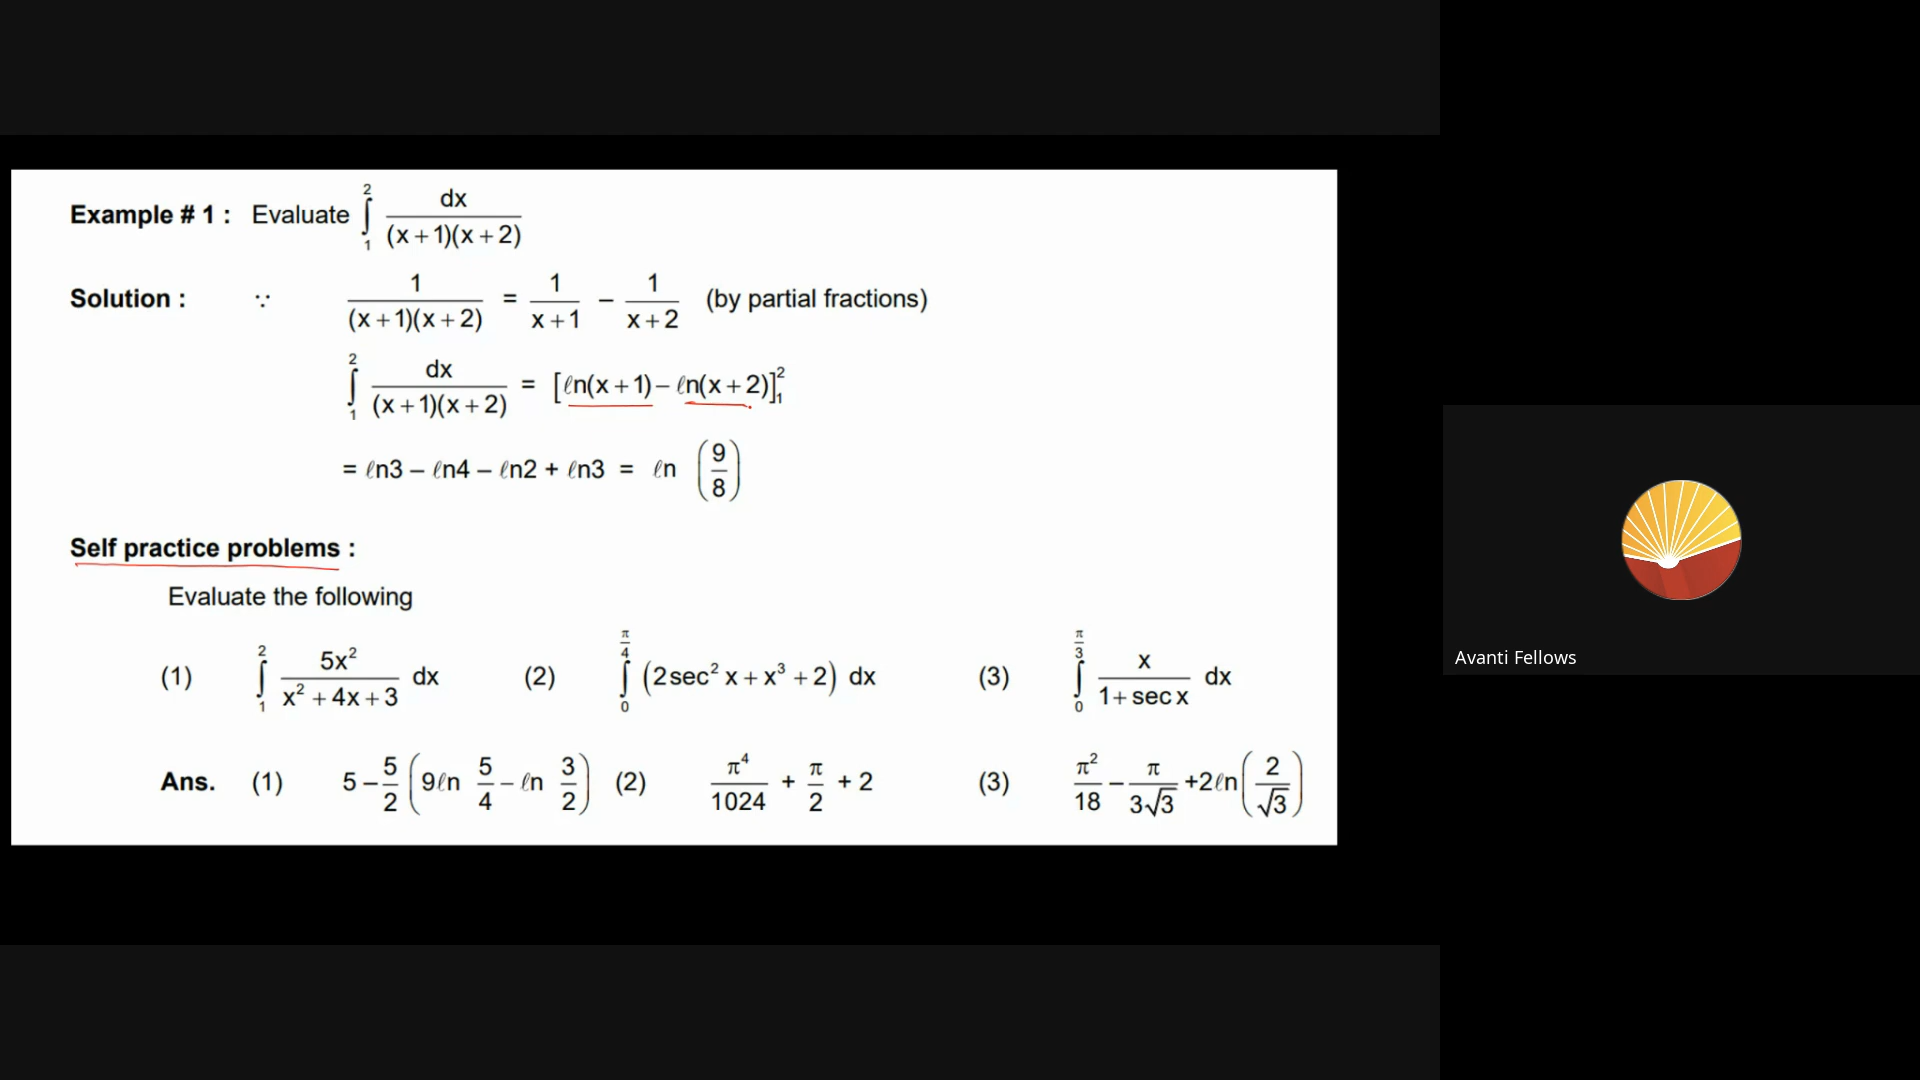 Example # 1 : Evaluate ∫₁² dx/((x+1)(x+2))
Solution : ∵ 1/((x+1)(x+2)) = 1/(x+1) − 1/(x+2) (by partial fractions)
∫₁² dx/((x+1)(x+2)) = [ℓn(x+1) − ℓn(x+2)]₁²
= ℓn3 − ℓn4 − ℓn2 + ℓn3 = ℓn (9/8)
Self practice problems :
Evaluate the following
(1) ∫₁² 5x²/(x² + 4x + 3) dx (2) ∫₀^(π/4) (2sec² x + x³ + 2) dx (3) ∫₀^(π/3) x/(1 + sec x) dx
Ans. (1) 5 − 5/2 (9ℓn 5/4 − ℓn 3/2) (2) π⁴/1024 + π/2 + 2 (3) π²/18 − π/(3√3) +2ℓn(2/√3)
Avanti Fellows